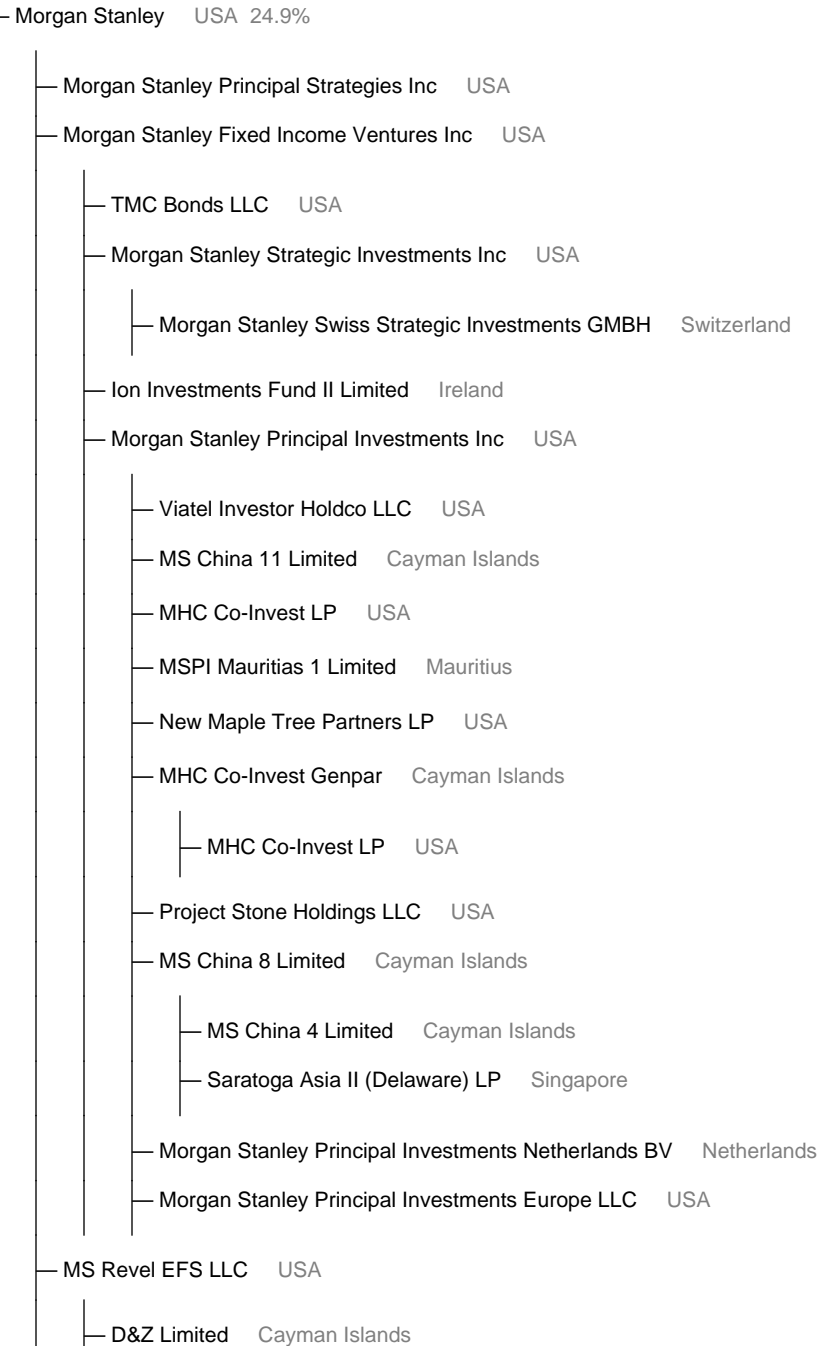 Morgan Stanley USA 24.9%
Morgan Stanley Principal Strategies Inc USA
Morgan Stanley Fixed Income Ventures Inc USA
TMC Bonds LLC USA
Morgan Stanley Strategic Investments Inc USA
Morgan Stanley Swiss Strategic Investments GMBH Switzerland
Ion Investments Fund II Limited Ireland
Morgan Stanley Principal Investments Inc USA
Viatel Investor Holdco LLC USA
MS China 11 Limited Cayman Islands
MHC Co-Invest LP USA
MSPI Mauritias 1 Limited Mauritius
New Maple Tree Partners LP USA
MHC Co-Invest Genpar Cayman Islands
MHC Co-Invest LP USA
Project Stone Holdings LLC USA
MS China 8 Limited Cayman Islands
MS China 4 Limited Cayman Islands
Saratoga Asia II (Delaware) LP Singapore
Morgan Stanley Principal Investments Netherlands BV Netherlands
Morgan Stanley Principal Investments Europe LLC USA
MS Revel EFS LLC USA
D&Z Limited Cayman Islands